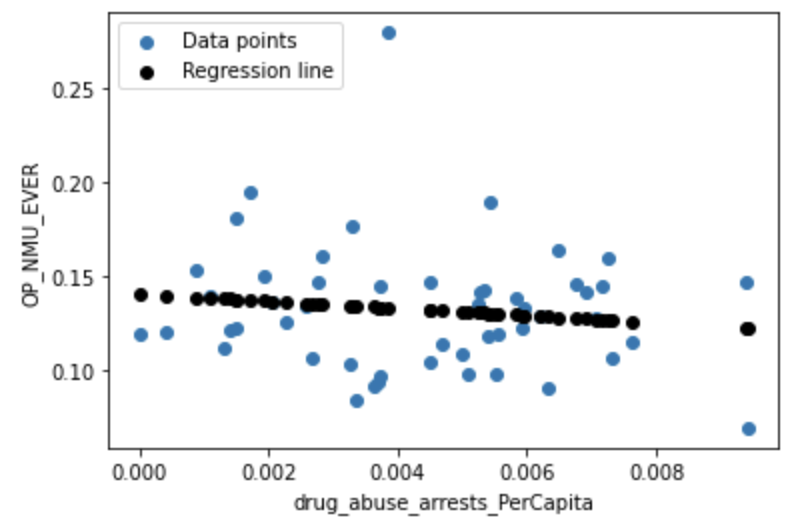 Data points
Regression line
0.25
0.20
0.15
0.10
OP_NMU_EVER
0.000 0.002 0.004 0.006 0.008
drug_abuse_arrests_PerCapita